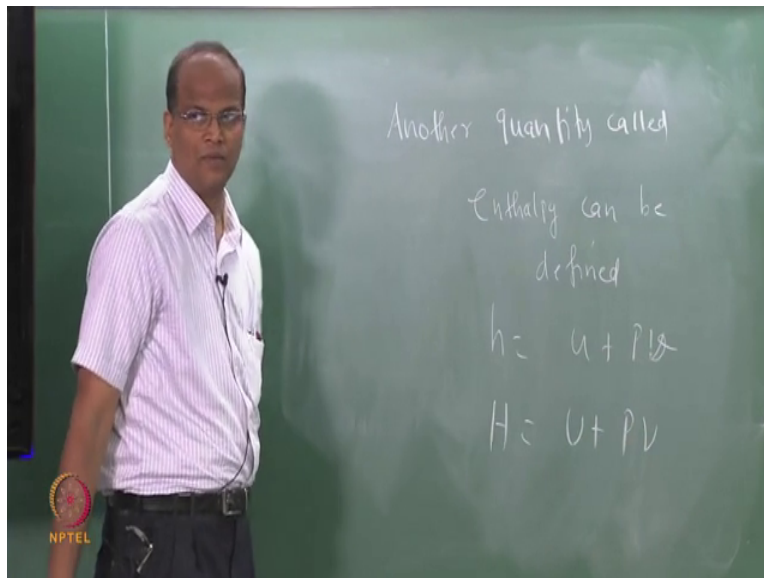 Another quantity called
Enthalpy can be
defined
h = u + Pv
H = U + PV
NPTEL